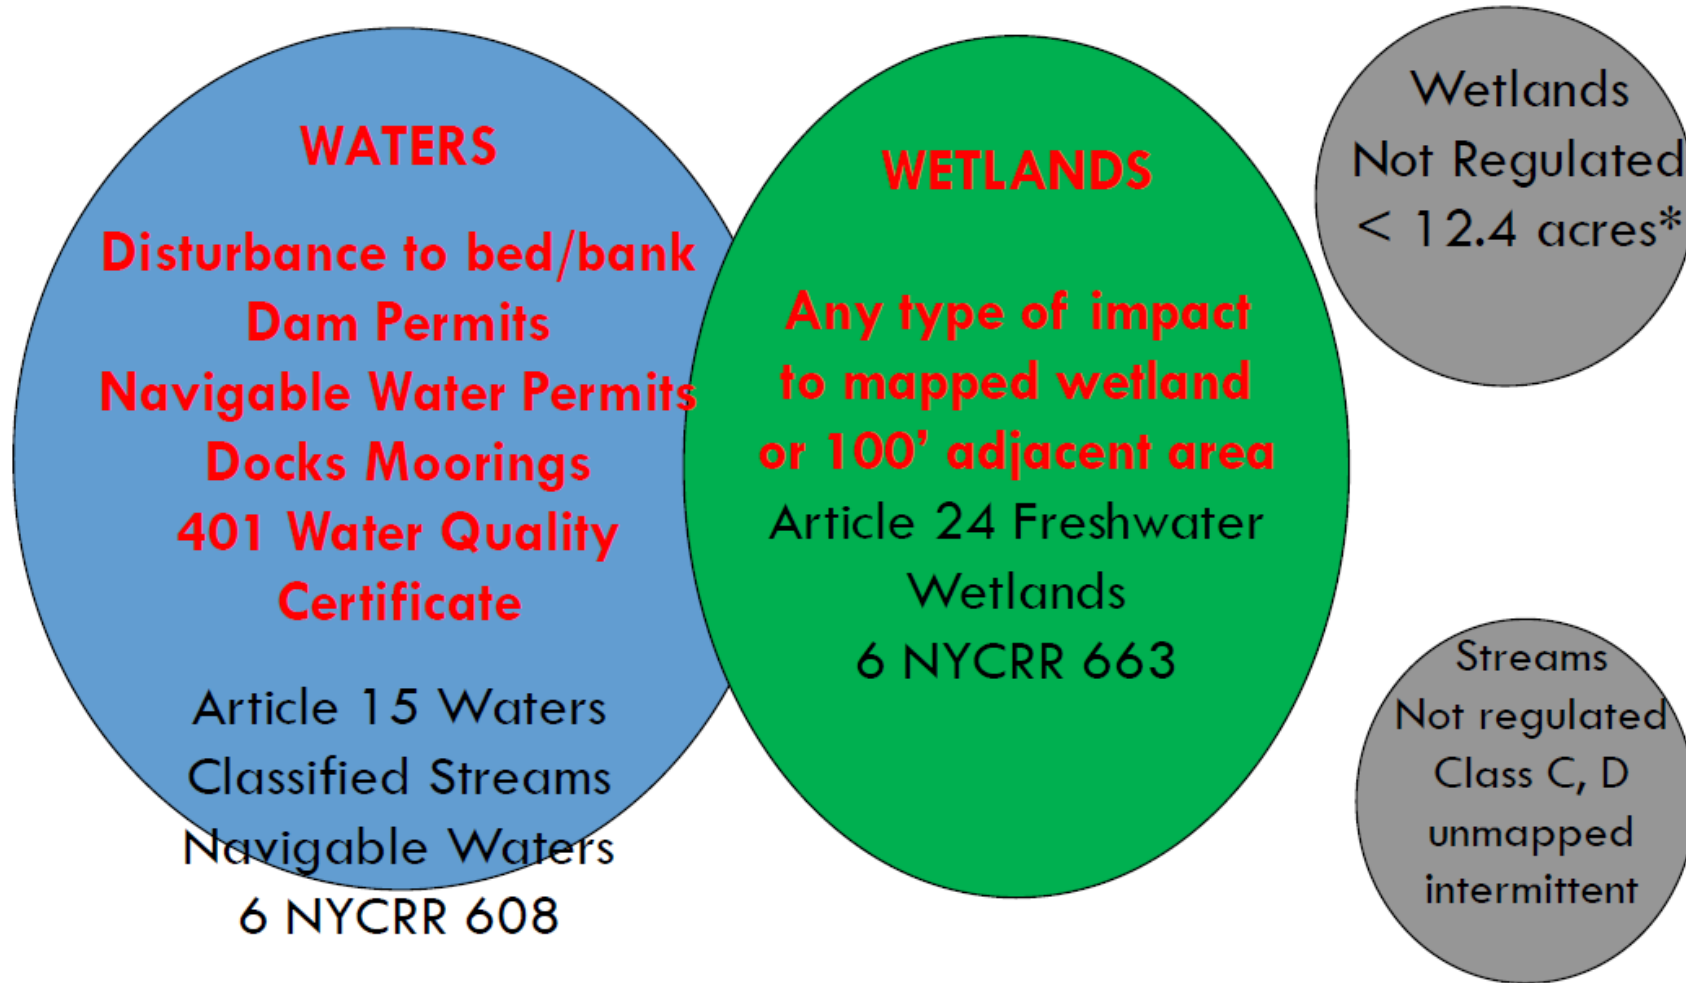 WATERS
Disturbance to bed/bank
Dam Permits
Navigable Water Permits
Docks Moorings
401 Water Quality
Certificate
Article 15 Waters
Classified Streams
Navigable Waters
6 NYCRR 608
WETLANDS
Any type of impact
to mapped wetland
or 100’ adjacent area
Article 24 Freshwater
Wetlands
6 NYCRR 663
Wetlands
Not Regulated
< 12.4 acres*
Streams
Not regulated
Class C, D
unmapped
intermittent